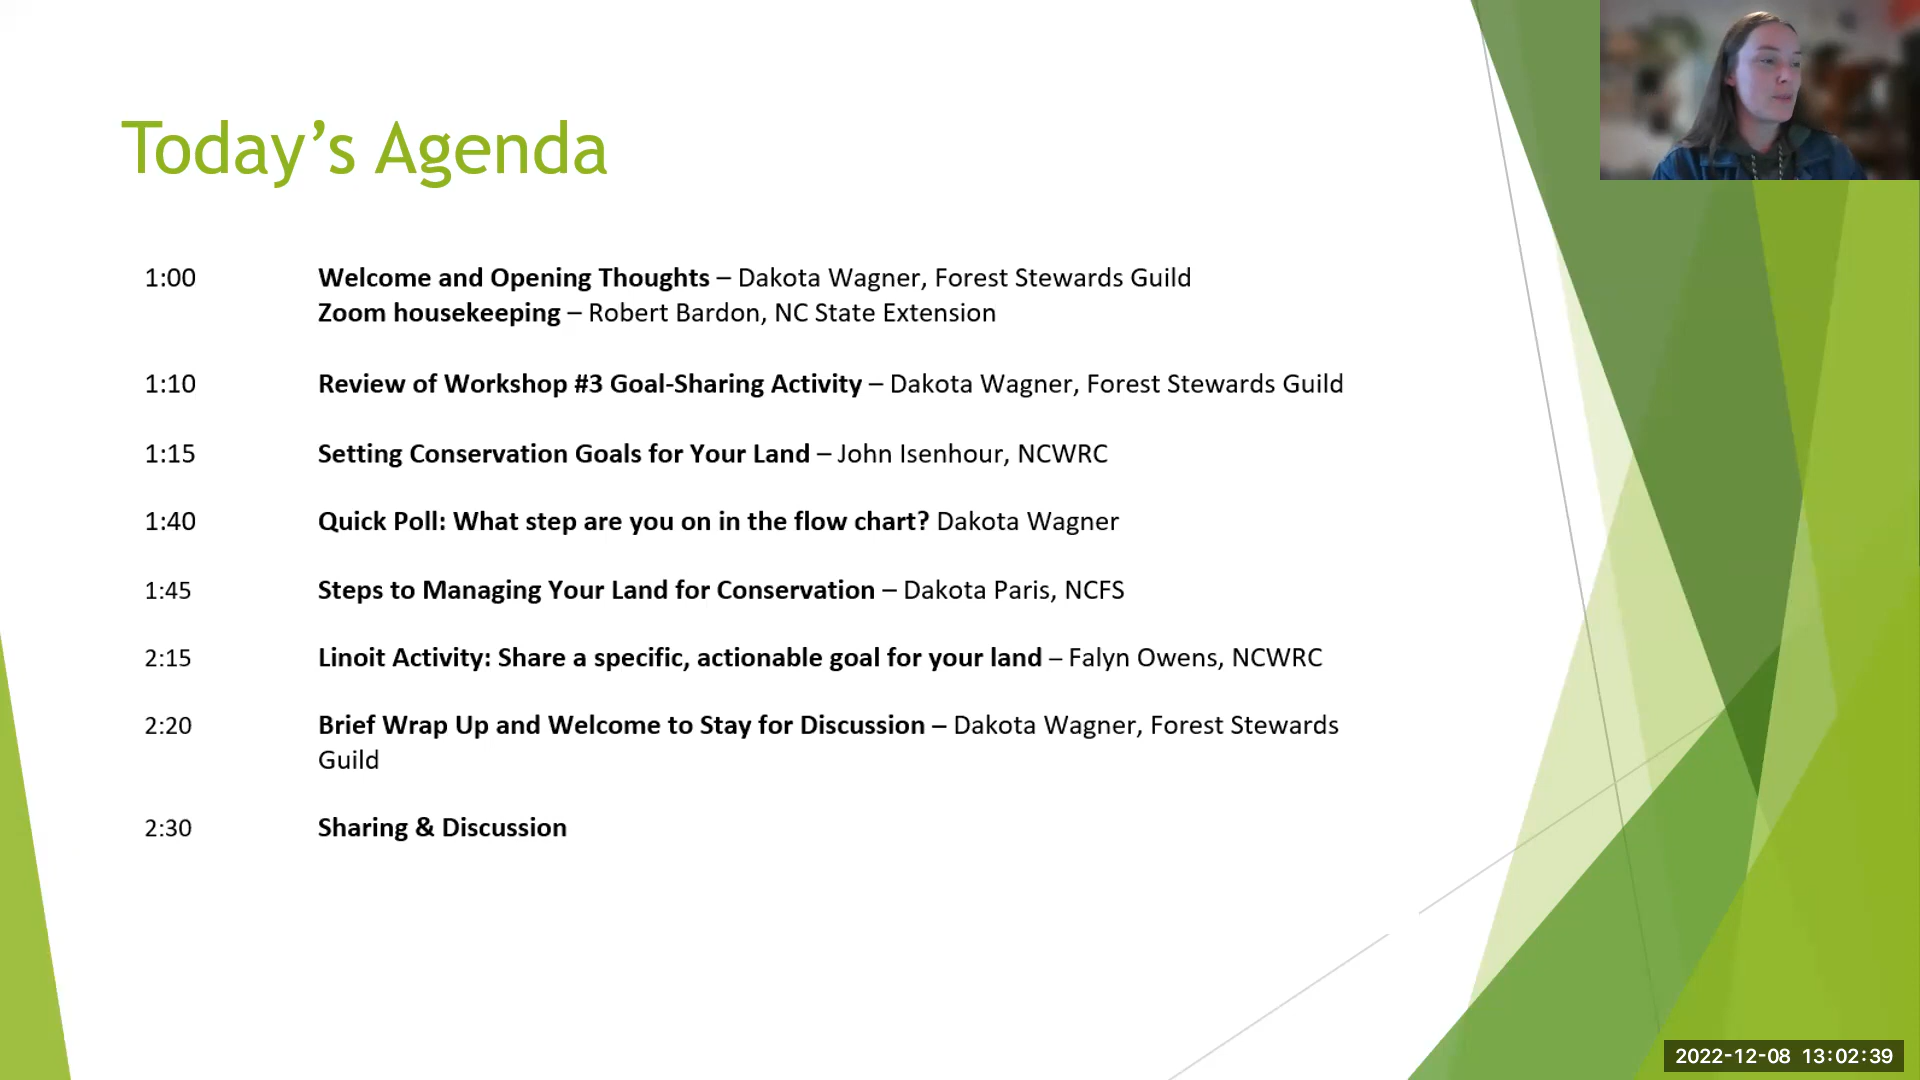 Today’s Agenda
1:00 Welcome and Opening Thoughts – Dakota Wagner, Forest Stewards Guild
Zoom housekeeping – Robert Bardon, NC State Extension
1:10 Review of Workshop #3 Goal-Sharing Activity – Dakota Wagner, Forest Stewards Guild
1:15 Setting Conservation Goals for Your Land – John Isenhour, NCWRC
1:40 Quick Poll: What step are you on in the flow chart? Dakota Wagner
1:45 Steps to Managing Your Land for Conservation – Dakota Paris, NCFS
2:15 Linoit Activity: Share a specific, actionable goal for your land – Falyn Owens, NCWRC
2:20 Brief Wrap Up and Welcome to Stay for Discussion – Dakota Wagner, Forest Stewards
Guild
2:30 Sharing & Discussion
2022-12-08 13:02:39